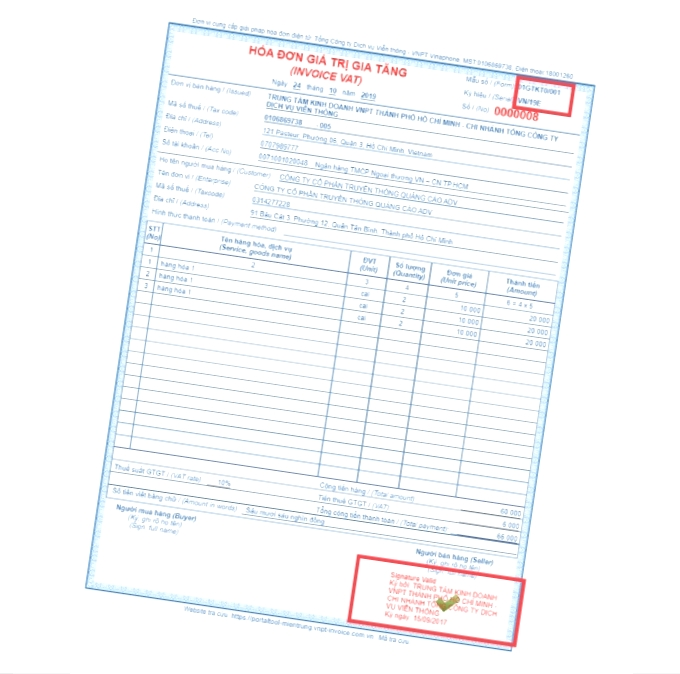 Đơn vị cung cấp giải pháp hóa đơn điện tử: Tổng Công ty Dịch vụ Viễn thông - VNPT Vinaphone, MST:0106869738, Điện thoại:18001260
HÓA ĐƠN GIÁ TRỊ GIA TĂNG
(INVOICE VAT)
Ngày 24 tháng 10 năm 2019
Mẫu số / (Form) 01GTKT0/001
Ký hiệu / (Serial) VN/19E
Số / (No) 0000008
Đơn vị bán hàng / (Issued) TRUNG TÂM KINH DOANH VNPT THÀNH PHỐ HỒ CHÍ MINH - CHI NHÁNH TỔNG CÔNG TY
DỊCH VỤ VIỄN THÔNG
Mã số thuế / (Tax code) 0106869738 005
Địa chỉ / (Address) 121 Pasteur, Phường 06, Quận 3, Hồ Chí Minh, Vietnam
Điện thoại / (Tel) 0787989777
Số tài khoản / (Acc.No) Ngân hàng TMCP Ngoại thương VN - CN TP.HCM
Họ tên người mua hàng / (Customer) CÔNG TY CỔ PHẦN TRUYỀN THÔNG QUẢNG CÁO ADV
Tên đơn vị / (Enterprise) CÔNG TY CỔ PHẦN TRUYỀN THÔNG QUẢNG CÁO ADV
Mã số thuế / (Taxcode) 0314277228
Địa chỉ / (Address) 51 Bàu Cát 3, Phường 12, Quận Tân Bình, Thành phố Hồ Chí Minh
Hình thức thanh toán / (Payment method)
STT (No) Tên hàng hóa, dịch vụ (Service, goods name) ĐVT (Unit) Số lượng (Quantity) Đơn giá (Unit price) Thành tiền (Amount)
1 2 3 4 5 6 = 4 x 5
1 hàng hóa 1 cái 2 10 000 20 000
2 hàng hóa 1 cái 2 10 000 20 000
3 hàng hóa 1 cái 2 10 000 20 000
Cộng tiền hàng / (Total amount) 60 000
Thuế suất GTGT / (VAT rate) 10% Tiền thuế GTGT / (VAT) 6 000
Tổng cộng tiền thanh toán / (Total payment) 66 000
Số tiền viết bằng chữ / (Amount in words) Sáu mươi sáu nghìn đồng
Người mua hàng (Buyer)
(Ký, ghi rõ họ tên)
(Sign, full name)
Người bán hàng (Seller)
(Ký, ghi rõ họ tên)
(Sign, full name)
Signature Valid
Ký bởi: TRUNG TÂM KINH DOANH
VNPT THÀNH PHỐ HỒ CHÍ MINH
CHI NHÁNH TỔNG CÔNG TY DỊCH
VỤ VIỄN THÔNG
Ký ngày: 15/09/2017
Website tra cứu: https://portaltool-mientrung.vnpt-invoice.com.vn Mã tra cứu